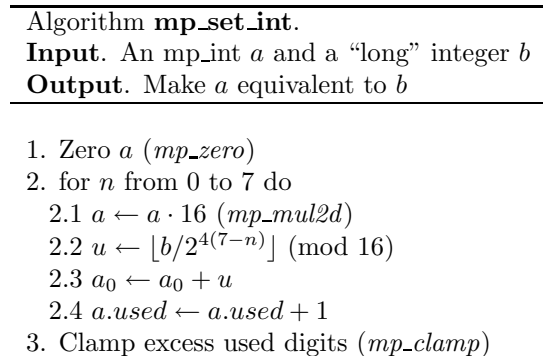 Algorithm mp_set_int.
Input. An mp_int a and a “long” integer b
Output. Make a equivalent to b
1. Zero a (mp_zero)
2. for n from 0 to 7 do
2.1 a ← a · 16 (mp_mul2d)
2.2 u ← ⌊b/2^{4(7−n)}⌋ (mod 16)
2.3 a₀ ← a₀ + u
2.4 a.used ← a.used + 1
3. Clamp excess used digits (mp_clamp)